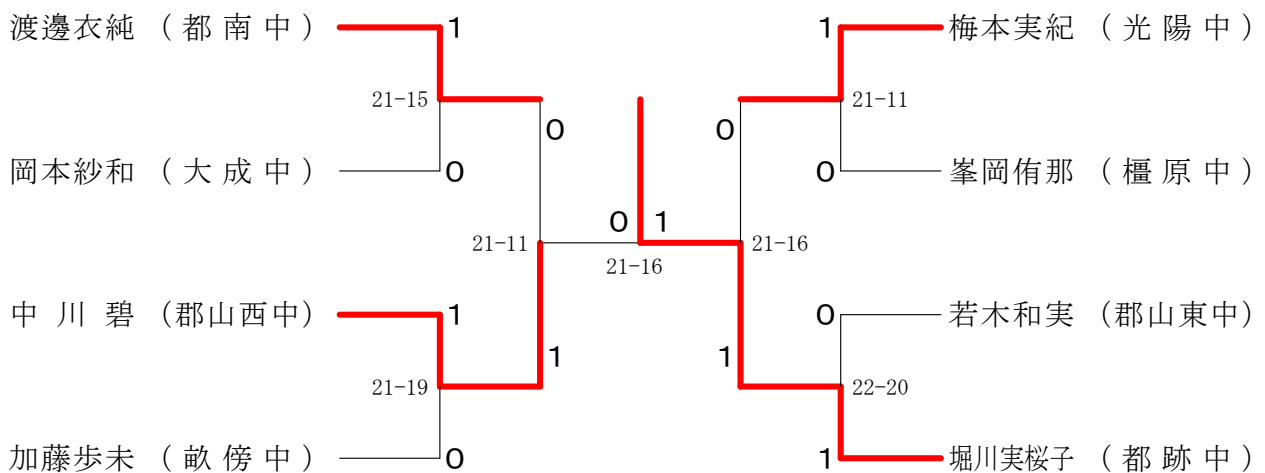 渡邊衣純 (都南中) 1 1 梅本実紀 (光陽中)
21-15 21-11
0 0
岡本紗和 (大成中) 0 0 峯岡侑那 (橿原中)
0 1
21-11 21-16
21-16
中川碧 (郡山西中) 1 0 若木和実 (郡山東中)
1 1
21-19 22-20
加藤歩未 (畝傍中) 0 1 堀川実桜子 (都跡中)